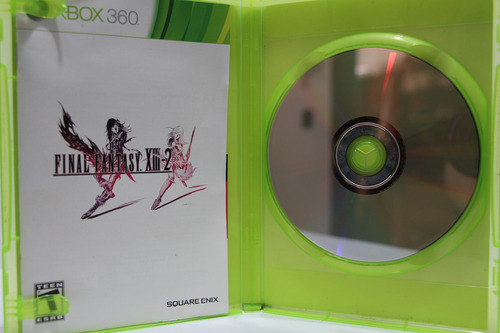 XBOX 360
FINAL FANTASY XIII-2
TEEN
T
ESRB
SQUARE ENIX